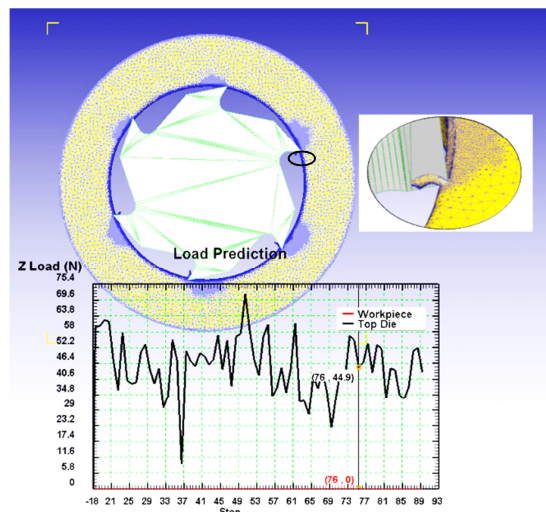 Load Prediction
Z Load (N)
75.4
69.6
63.8
58
52.2
46.4
40.6
34.8
29
23.2
17.4
11.6
5.8
0
Workpiece
Top Die
(76 , 44.9)
(76 , 0)
-18 21 25 29 33 37 41 45 49 53 57 61 65 69 73 77 81 85 89 93
Step